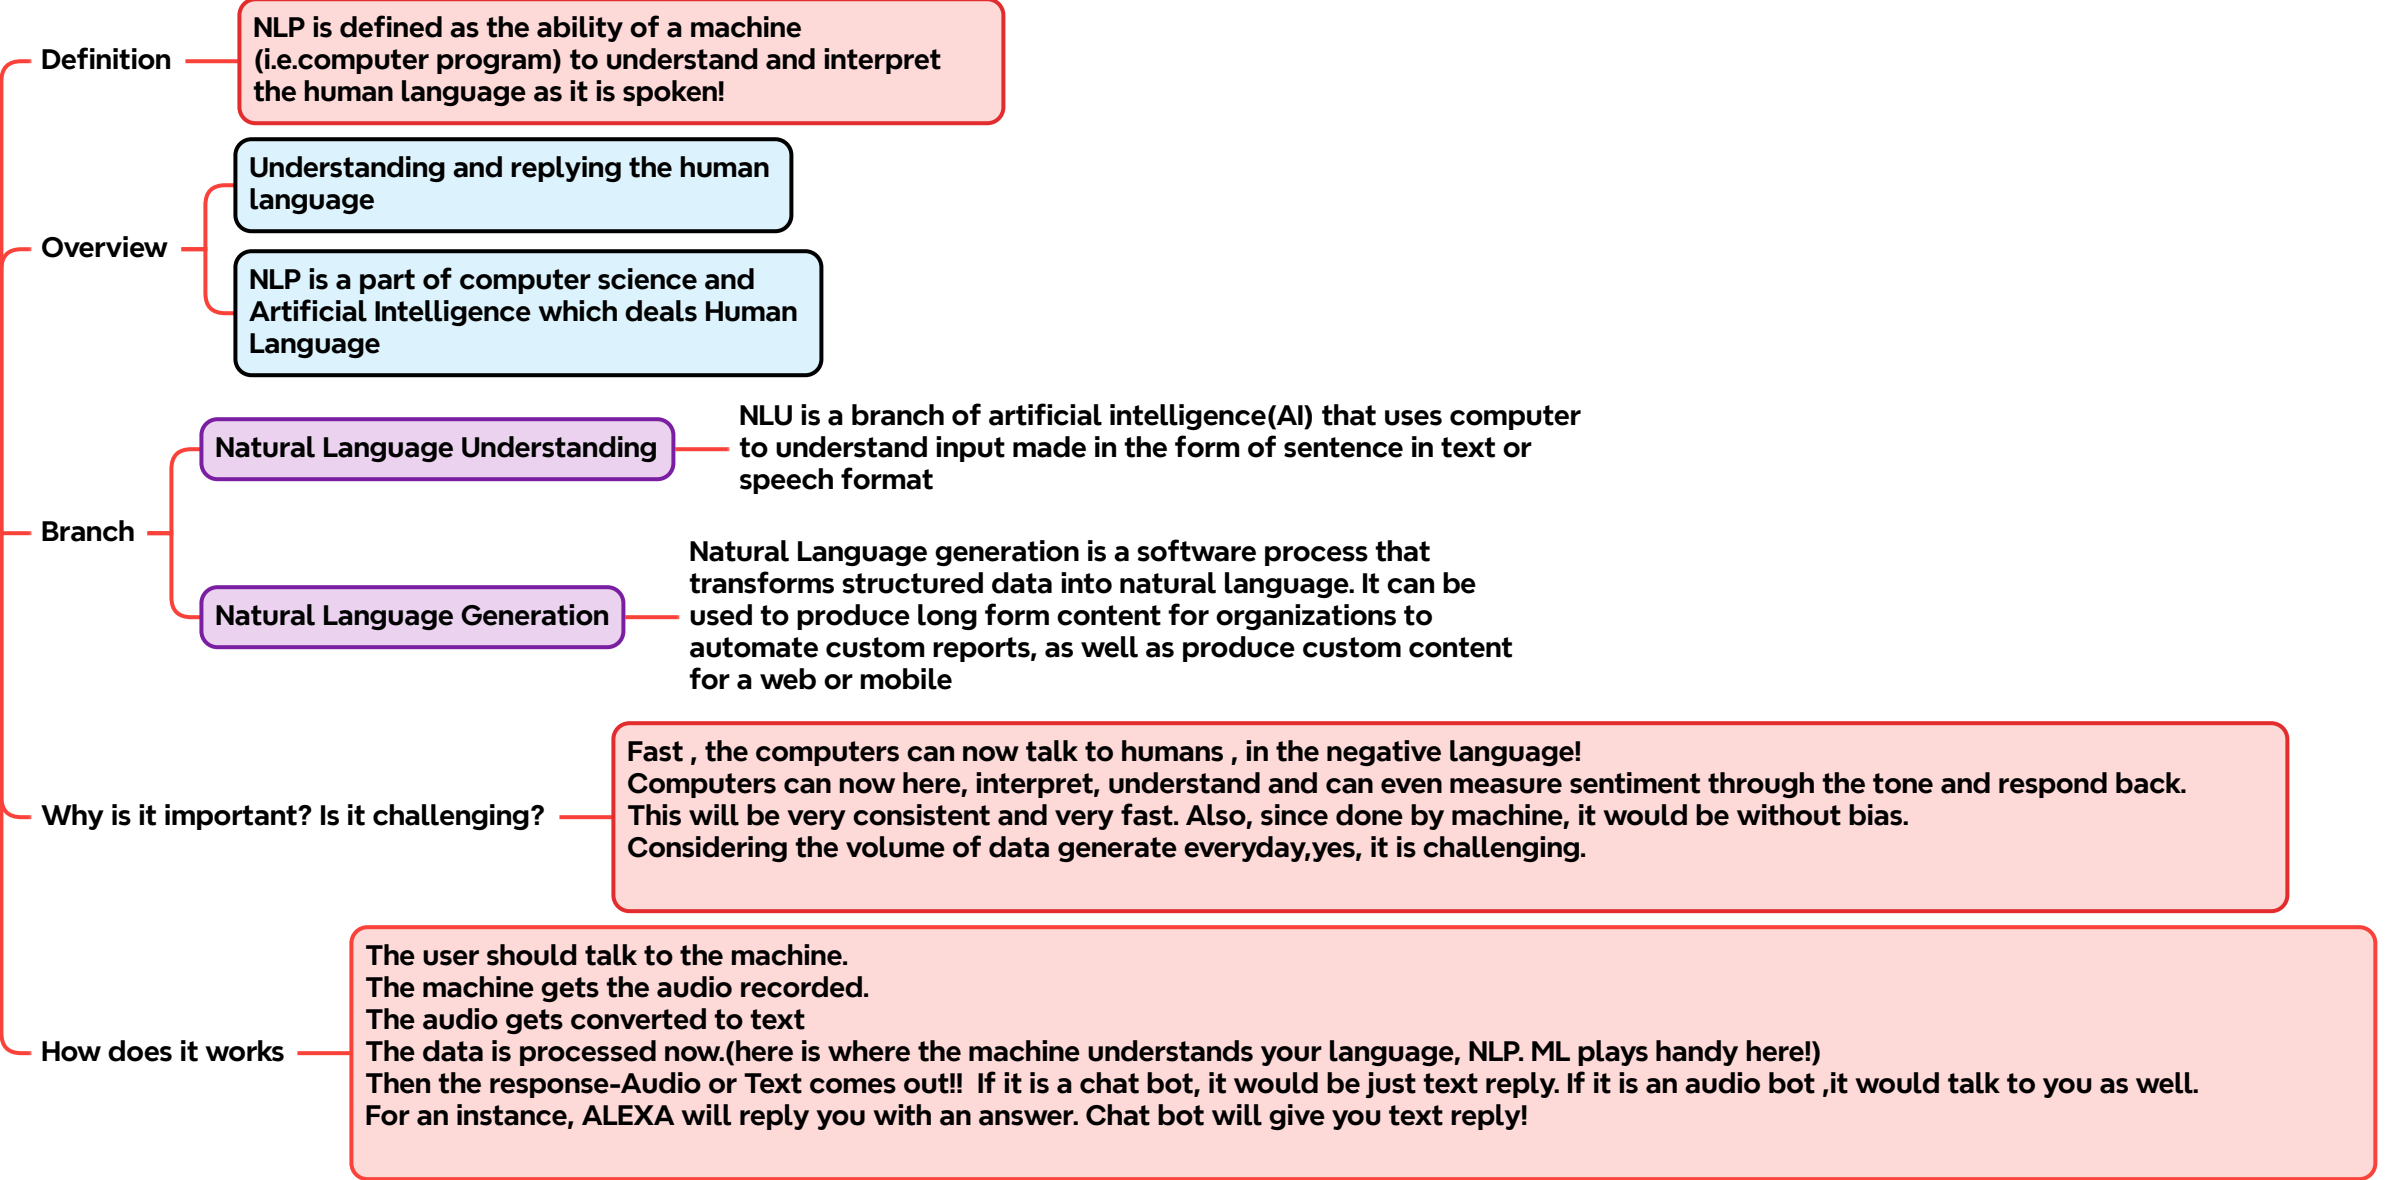 Definition
NLP is defined as the ability of a machine
(i.e.computer program) to understand and interpret
the human language as it is spoken!
Overview
Understanding and replying the human
language
NLP is a part of computer science and
Artificial Intelligence which deals Human
Language
Branch
Natural Language Understanding
NLU is a branch of artificial intelligence(AI) that uses computer
to understand input made in the form of sentence in text or
speech format
Natural Language Generation
Natural Language generation is a software process that
transforms structured data into natural language. It can be
used to produce long form content for organizations to
automate custom reports, as well as produce custom content
for a web or mobile
Why is it important? Is it challenging?
Fast , the computers can now talk to humans , in the negative language!
Computers can now here, interpret, understand and can even measure sentiment through the tone and respond back.
This will be very consistent and very fast. Also, since done by machine, it would be without bias.
Considering the volume of data generate everyday,yes, it is challenging.
How does it works
The user should talk to the machine.
The machine gets the audio recorded.
The audio gets converted to text
The data is processed now.(here is where the machine understands your language, NLP. ML plays handy here!)
Then the response-Audio or Text comes out!!  If it is a chat bot, it would be just text reply. If it is an audio bot ,it would talk to you as well.
For an instance, ALEXA will reply you with an answer. Chat bot will give you text reply!